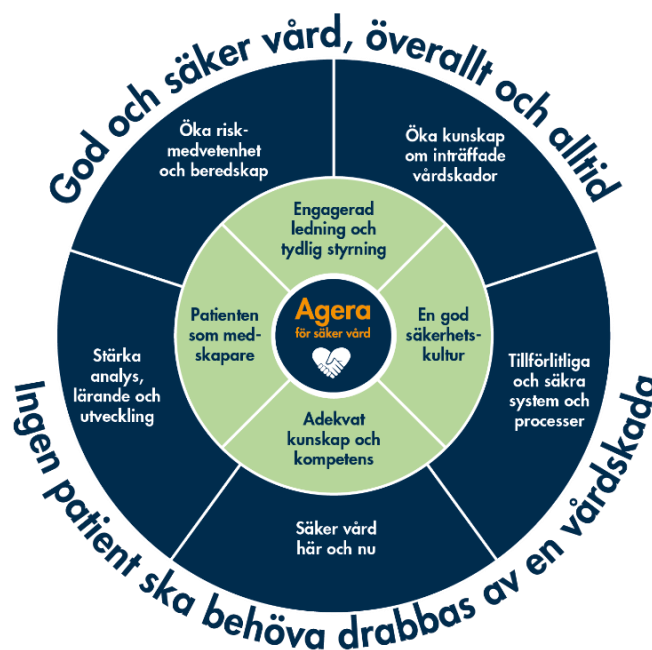 God och säker vård, överallt och alltid
Öka risk-
medvetenhet
och beredskap
Öka kunskap
om inträffade
vårdskador
Engagerad
ledning och
tydlig styrning
Patienten
som med-
skapare
Agera
för säker vård
En god
säkerhets-
kultur
Stärka
analys,
lärande och
utveckling
Tillförlitliga
och säkra
system och
processer
Adekvat
kunskap och
kompetens
Säker vård
här och nu
Ingen patient ska behöva drabbas av en vårdskada